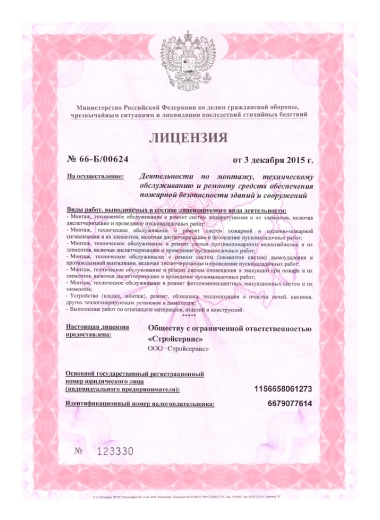 Министерство Российской Федерации по делам гражданской обороны,
чрезвычайным ситуациям и ликвидации последствий стихийных бедствий
ЛИЦЕНЗИЯ
№ 66-Б/00624 от 3 декабря 2015 г.
На осуществление: Деятельности по монтажу, техническому
обслуживанию и ремонту средств обеспечения
пожарной безопасности зданий и сооружений
Виды работ, выполняемых в составе лицензируемого вида деятельности:
- Монтаж, техническое обслуживание и ремонт систем пожаротушения и их элементов, включая
диспетчеризацию и проведение пусконаладочных работ;
- Монтаж, техническое обслуживание и ремонт систем пожарной и охранно-пожарной
сигнализации и их элементов, включая диспетчеризацию и проведение пусконаладочных работ;
- Монтаж, техническое обслуживание и ремонт систем противопожарного водоснабжения и их
элементов, включая диспетчеризацию и проведение пусконаладочных работ;
- Монтаж, техническое обслуживание и ремонт систем (элементов систем) дымоудаления и
противодымной вентиляции, включая диспетчеризацию и проведение пусконаладочных работ;
- Монтаж, техническое обслуживание и ремонт систем оповещения и эвакуации при пожаре и их
элементов, включая диспетчеризацию и проведение пусконаладочных работ;
- Монтаж, техническое обслуживание и ремонт фотолюминесцентных эвакуационных систем и их
элементов;
- Устройство (кладка, монтаж), ремонт, облицовка, теплоизоляция и очистка печей, каминов,
других теплогенерирующих установок и дымоходов;
- Выполнение работ по огнезащите материалов, изделий и конструкций.
*****
Настоящая лицензия Обществу с ограниченной ответственностью
предоставлена: «Стройсервис»
ООО «Стройсервис»
Основной государственный регистрационный
номер юридического лица
(индивидуального предпринимателя): 1156658061273
Идентификационный номер налогоплательщика: 6679077614
№ 123330